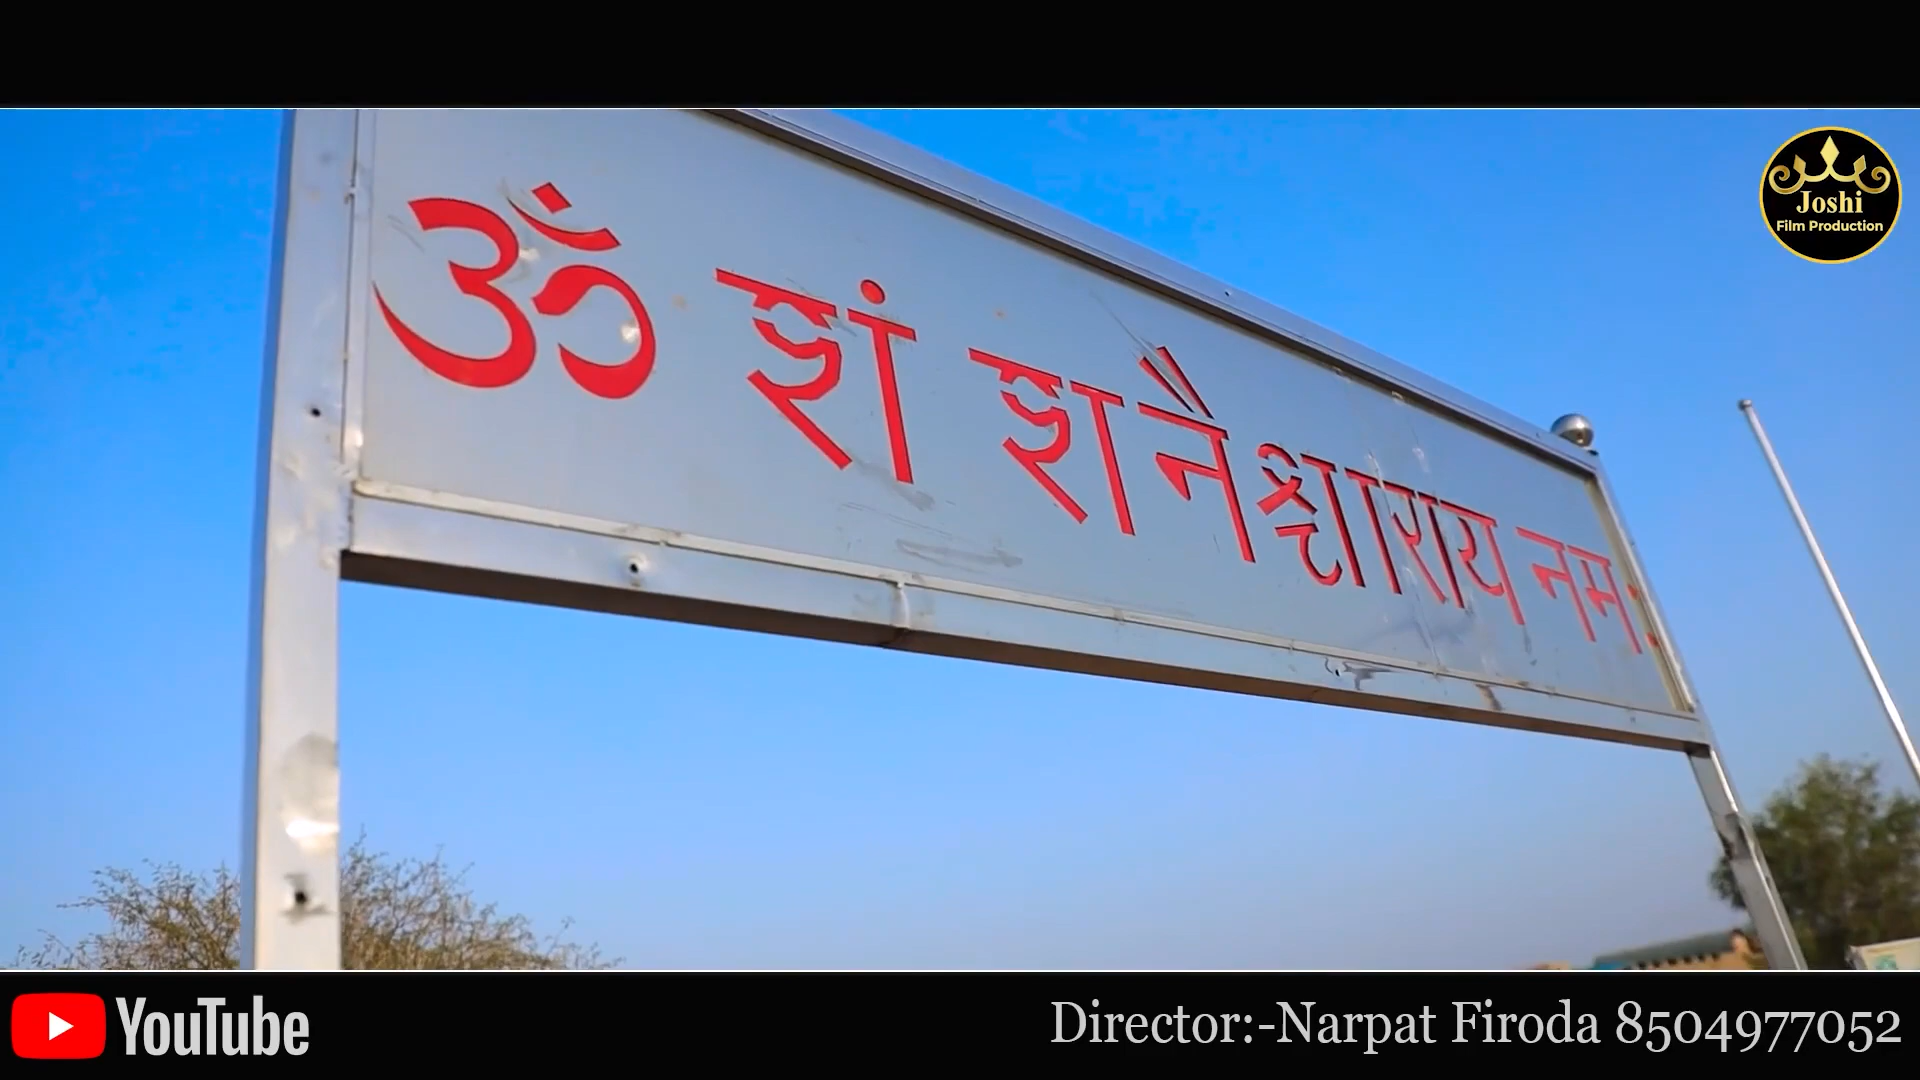 Joshi
Film Production
ॐ शं शनैश्चराय नम:
YouTube
Director:-Narpat Firoda 8504977052